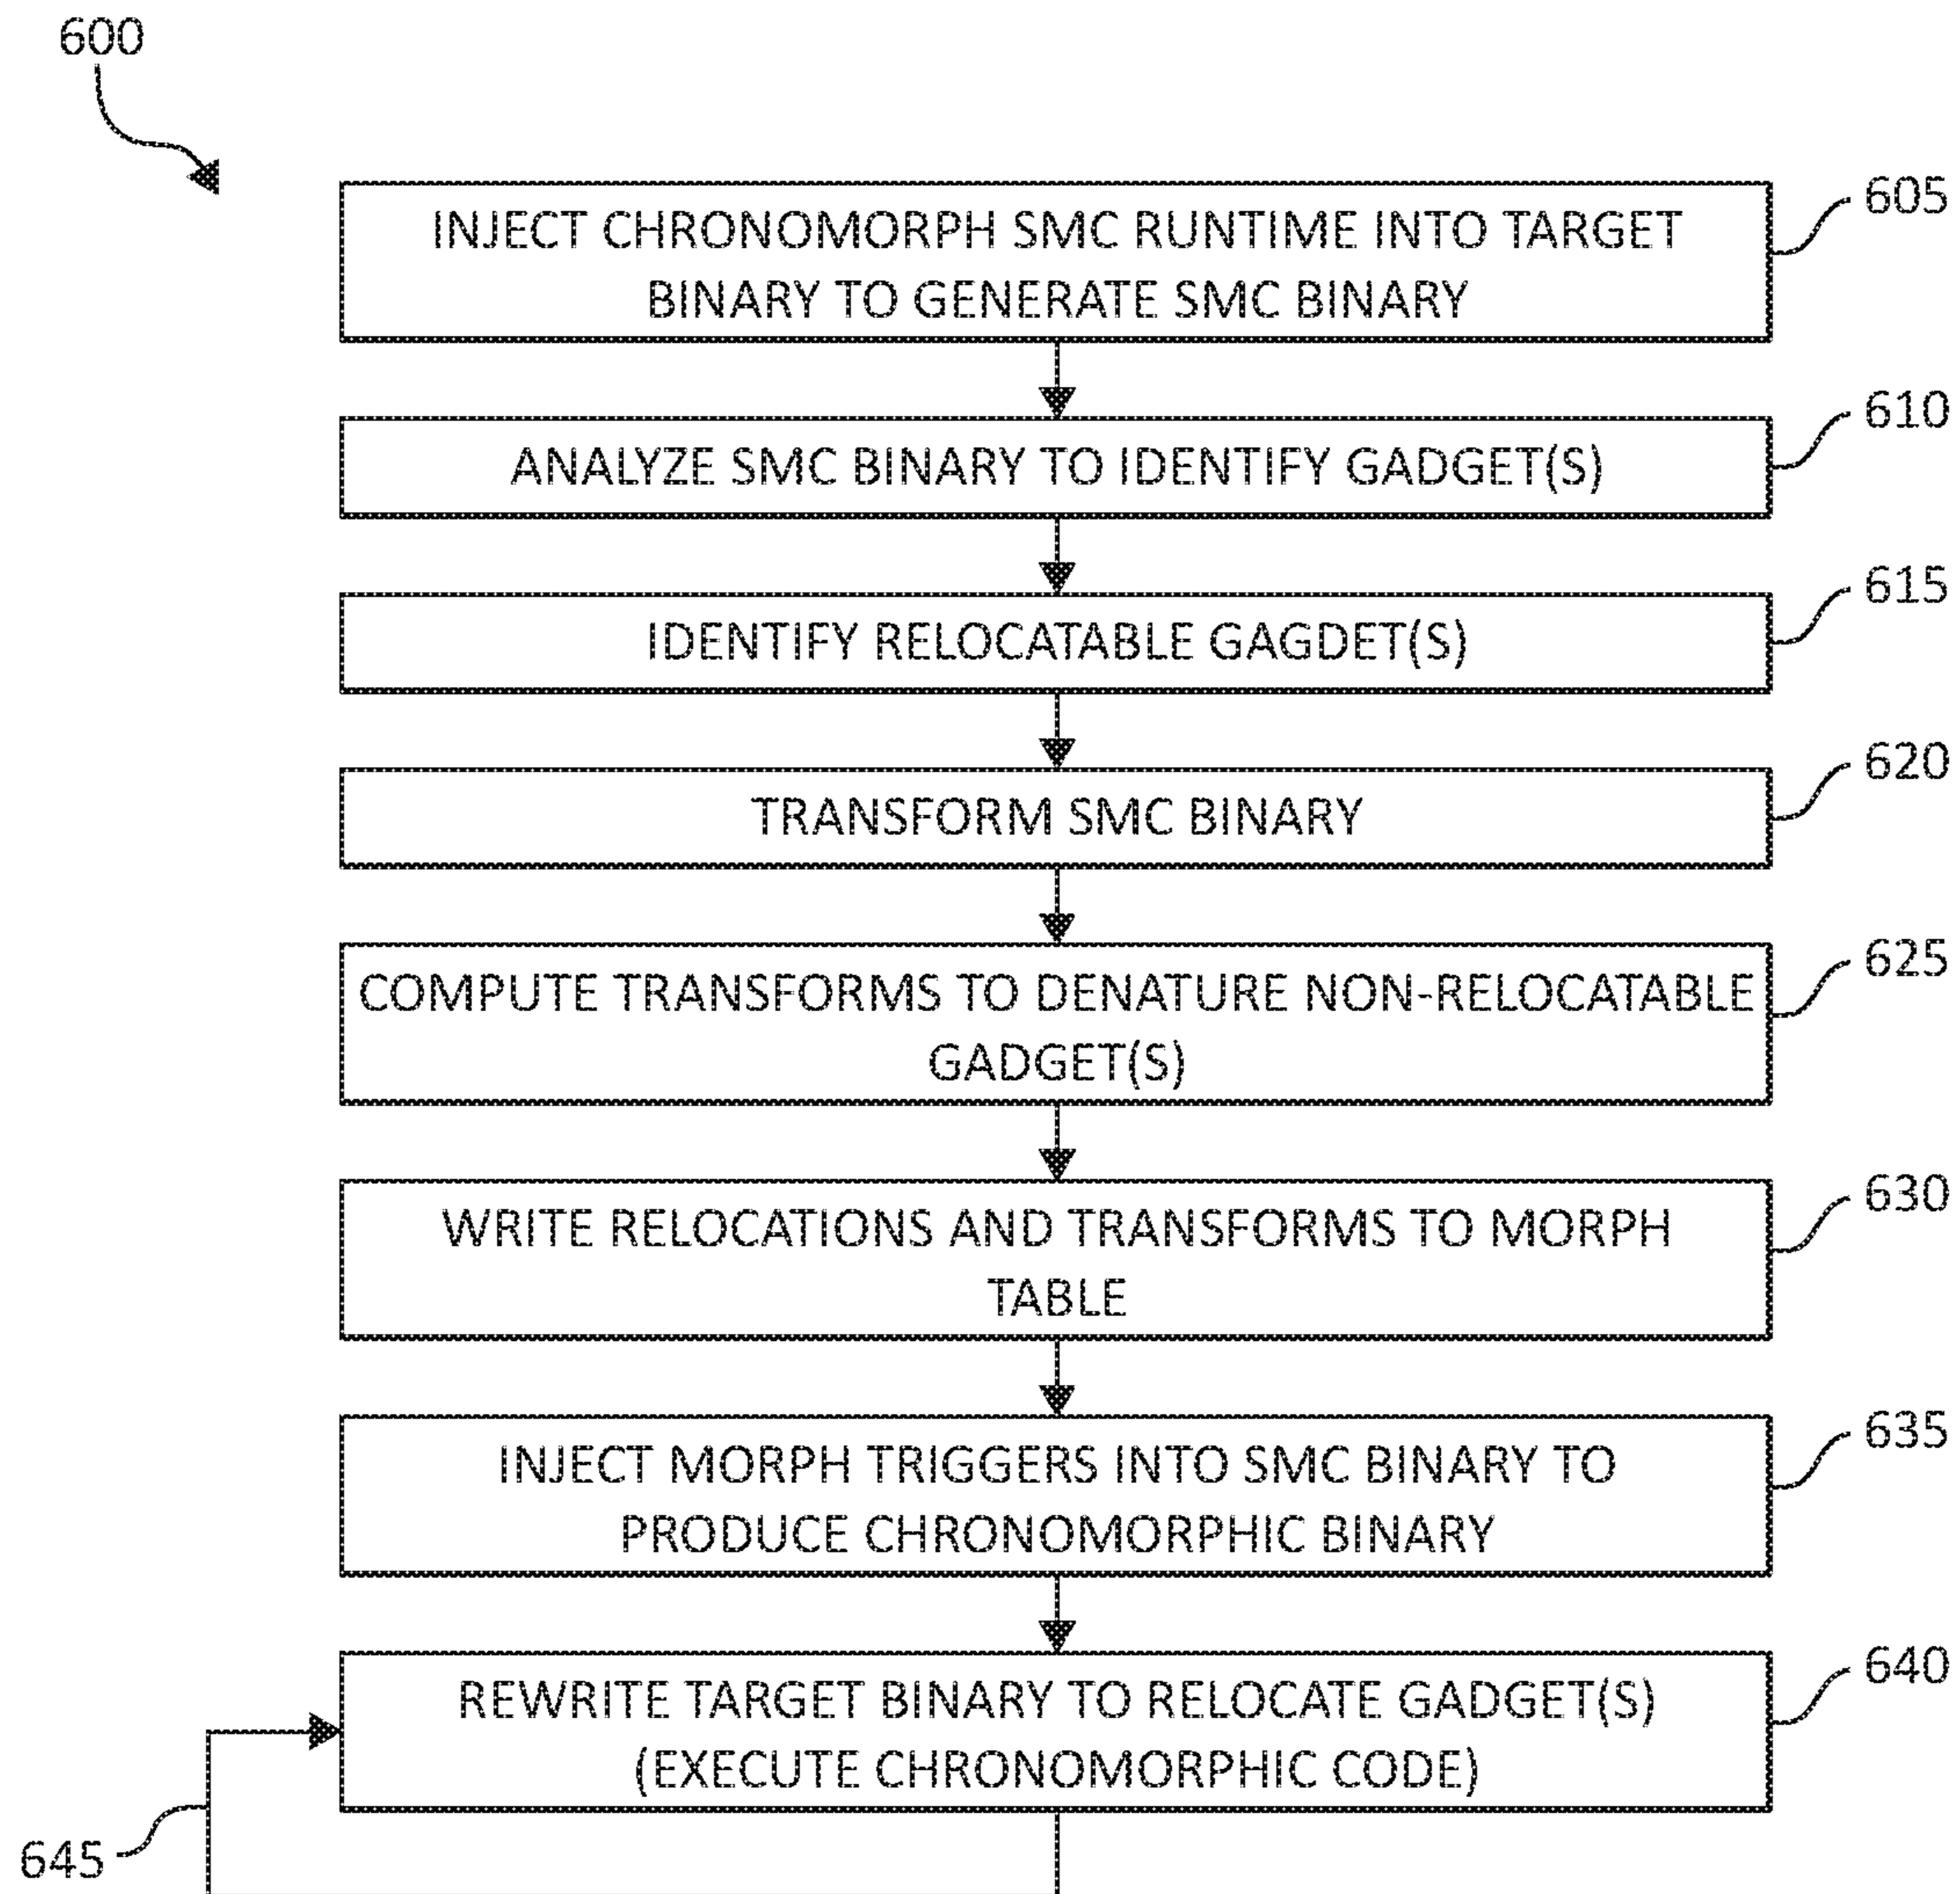 600
INJECT CHRONOMORPH SMC RUNTIME INTO TARGET
BINARY TO GENERATE SMC BINARY
605
ANALYZE SMC BINARY TO IDENTIFY GADGET(S)
610
IDENTIFY RELOCATABLE GAGDET(S)
615
TRANSFORM SMC BINARY
620
COMPUTE TRANSFORMS TO DENATURE NON-RELOCATABLE
GADGET(S)
625
WRITE RELOCATIONS AND TRANSFORMS TO MORPH
TABLE
630
INJECT MORPH TRIGGERS INTO SMC BINARY TO
PRODUCE CHRONOMORPHIC BINARY
635
REWRITE TARGET BINARY TO RELOCATE GADGET(S)
(EXECUTE CHRONOMORPHIC CODE)
640
645